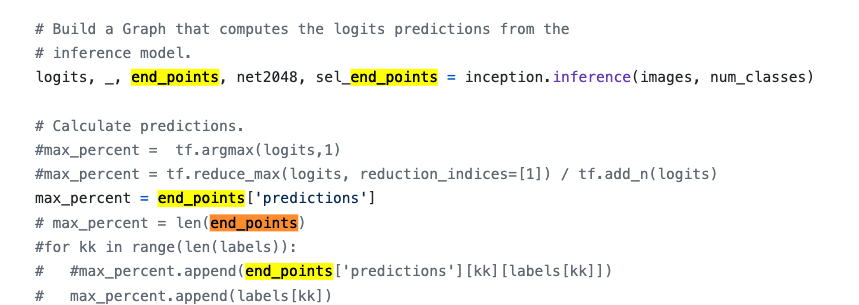 # Build a Graph that computes the logits predictions from the
# inference model.
logits, _, end_points, net2048, sel_end_points = inception.inference(images, num_classes)
# Calculate predictions.
#max_percent =  tf.argmax(logits,1)
#max_percent = tf.reduce_max(logits, reduction_indices=[1]) / tf.add_n(logits)
max_percent = end_points['predictions']
# max_percent = len(end_points)
#for kk in range(len(labels)):
#   #max_percent.append(end_points['predictions'][kk][labels[kk]])
#   max_percent.append(labels[kk])